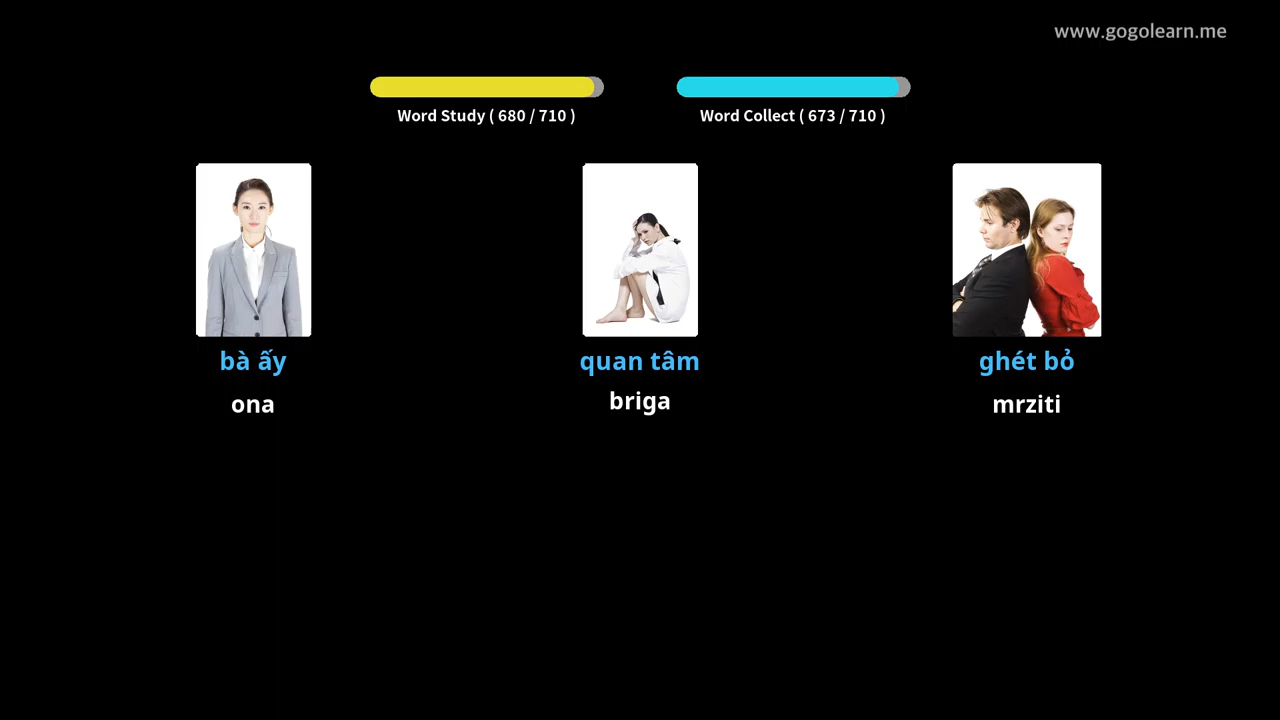 www.gogolearn.me
Word Study ( 680 / 710 )
Word Collect ( 673 / 710 )
bà ấy
quan tâm
ghét bỏ
ona
briga
mrziti